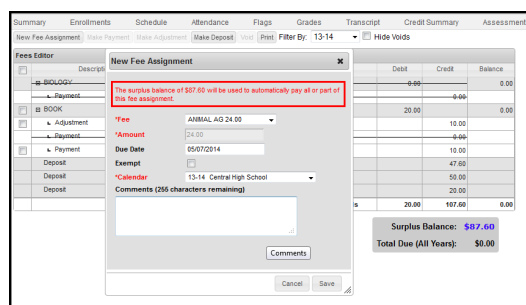 Summary Enrollments Schedule Attendance Flags Grades Transcript Credit Summary Assessment
New Fee Assignment Make Payment Make Adjustment Make Deposit Void Print Filter By: 13-14 Hide Voids
Fees Editor
Descripti Debit Credit Balance
BIOLOGY 0.00 0.00
Payment 0.00
BOOK 20.00 0.00
Adjustment 10.00
Payment 0.00
Payment 10.00
Deposit 47.60
Deposit 50.00
Deposit 20.00
s 20.00 107.60 0.00
Surplus Balance: $87.60
Total Due (All Years): $0.00
New Fee Assignment
The surplus balance of $87.60 will be used to automatically pay all or part of
this fee assignment.
*Fee ANIMAL AG 24.00
*Amount 24.00
Due Date 05/07/2014
Exempt
*Calendar 13-14 Central High School
Comments (255 characters remaining)
Comments
Cancel Save